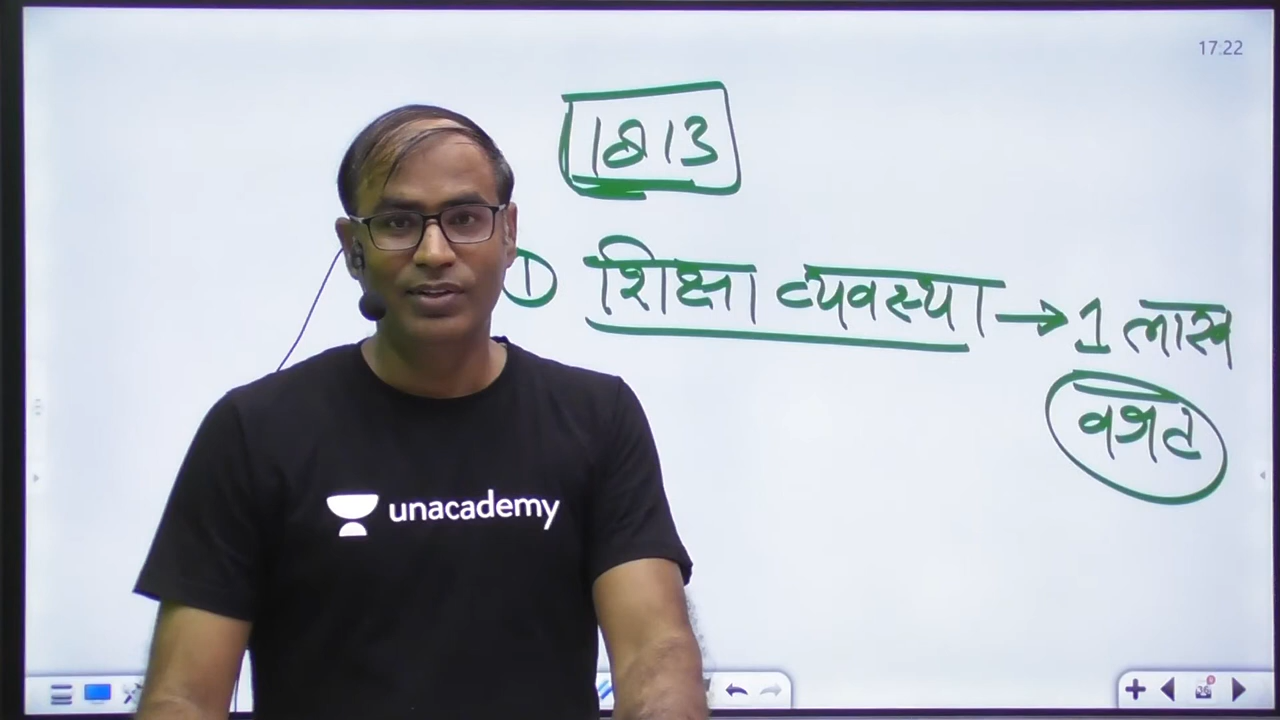 17:22
1813
① शिक्षा व्यवस्था → 1 लाख
बजट
unacademy